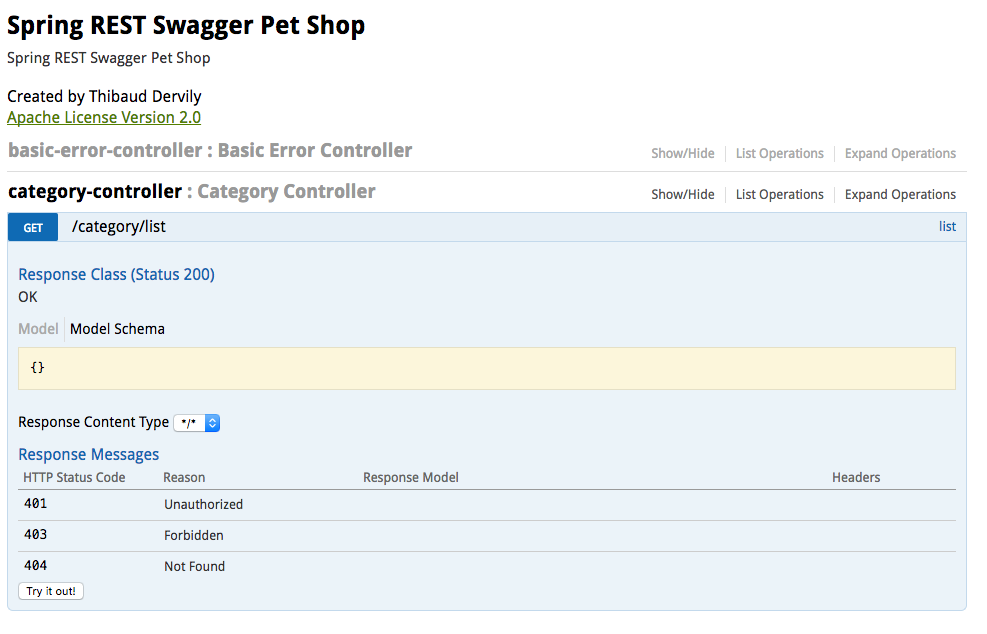 Spring REST Swagger Pet Shop
Spring REST Swagger Pet Shop
Created by Thibaud Dervily
Apache License Version 2.0
basic-error-controller : Basic Error Controller Show/Hide List Operations Expand Operations
category-controller : Category Controller Show/Hide List Operations Expand Operations
GET /category/list list
Response Class (Status 200)
OK
Model Model Schema
{}
Response Content Type */*
Response Messages
HTTP Status Code Reason Response Model Headers
401 Unauthorized
403 Forbidden
404 Not Found
Try it out!